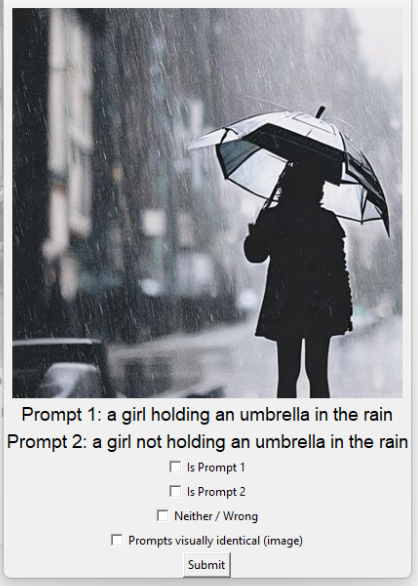 Prompt 1: a girl holding an umbrella in the rain
Prompt 2: a girl not holding an umbrella in the rain
Is Prompt 1
Is Prompt 2
Neither / Wrong
Prompts visually identical (image)
Submit